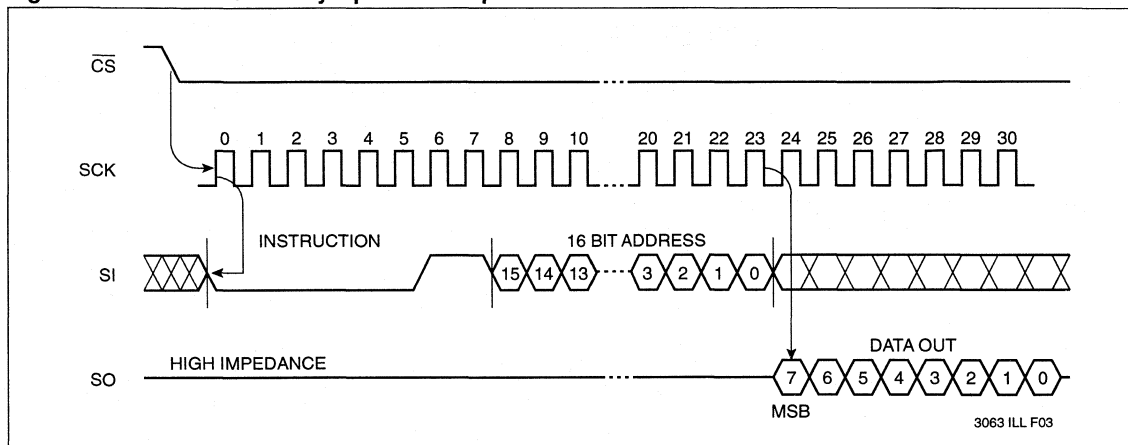 CS
0 1 2 3 4 5 6 7 8 9 10 20 21 22 23 24 25 26 27 28 29 30
SCK
INSTRUCTION
16 BIT ADDRESS
SI
15 14 13 3 2 1 0
HIGH IMPEDANCE
DATA OUT
SO
7 6 5 4 3 2 1 0
MSB
3063 ILL F03